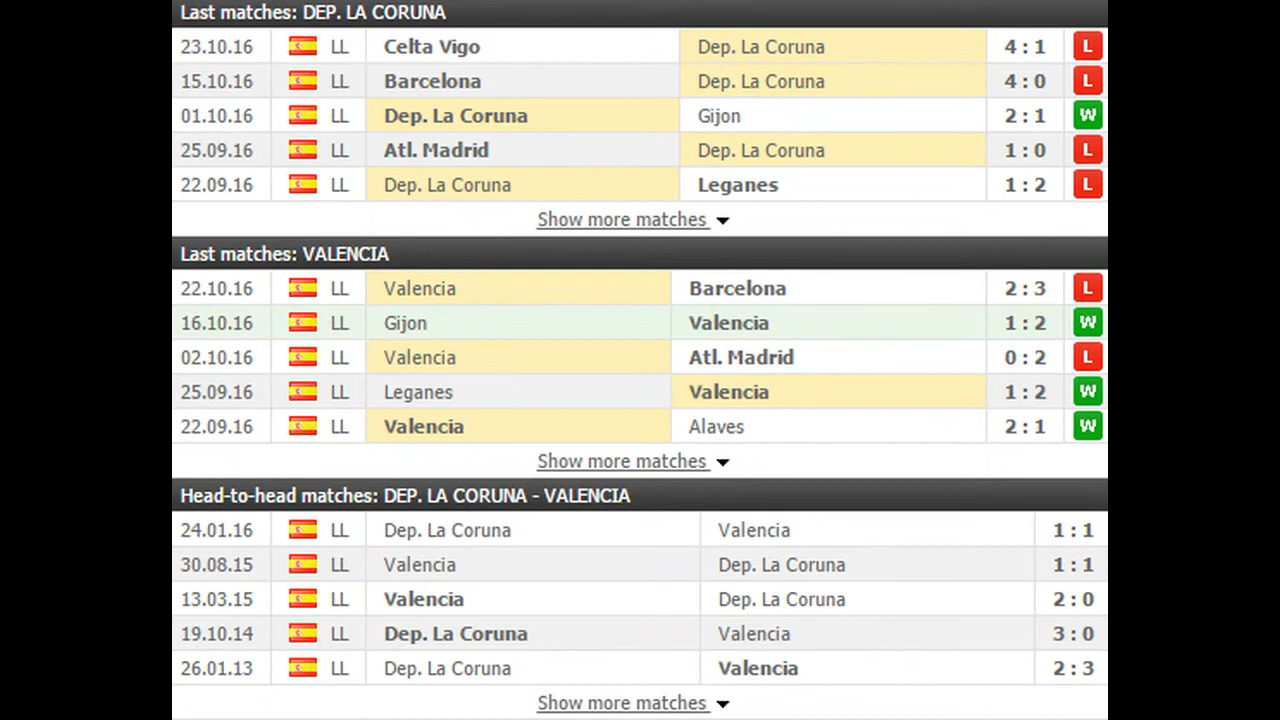 Last matches: DEP. LA CORUNA
23.10.16 LL Celta Vigo Dep. La Coruna 4 : 1 L
15.10.16 LL Barcelona Dep. La Coruna 4 : 0 L
01.10.16 LL Dep. La Coruna Gijon 2 : 1 W
25.09.16 LL Atl. Madrid Dep. La Coruna 1 : 0 L
22.09.16 LL Dep. La Coruna Leganes 1 : 2 L
Show more matches
Last matches: VALENCIA
22.10.16 LL Valencia Barcelona 2 : 3 L
16.10.16 LL Gijon Valencia 1 : 2 W
02.10.16 LL Valencia Atl. Madrid 0 : 2 L
25.09.16 LL Leganes Valencia 1 : 2 W
22.09.16 LL Valencia Alaves 2 : 1 W
Show more matches
Head-to-head matches: DEP. LA CORUNA - VALENCIA
24.01.16 LL Dep. La Coruna Valencia 1 : 1
30.08.15 LL Valencia Dep. La Coruna 1 : 1
13.03.15 LL Valencia Dep. La Coruna 2 : 0
19.10.14 LL Dep. La Coruna Valencia 3 : 0
26.01.13 LL Dep. La Coruna Valencia 2 : 3
Show more matches